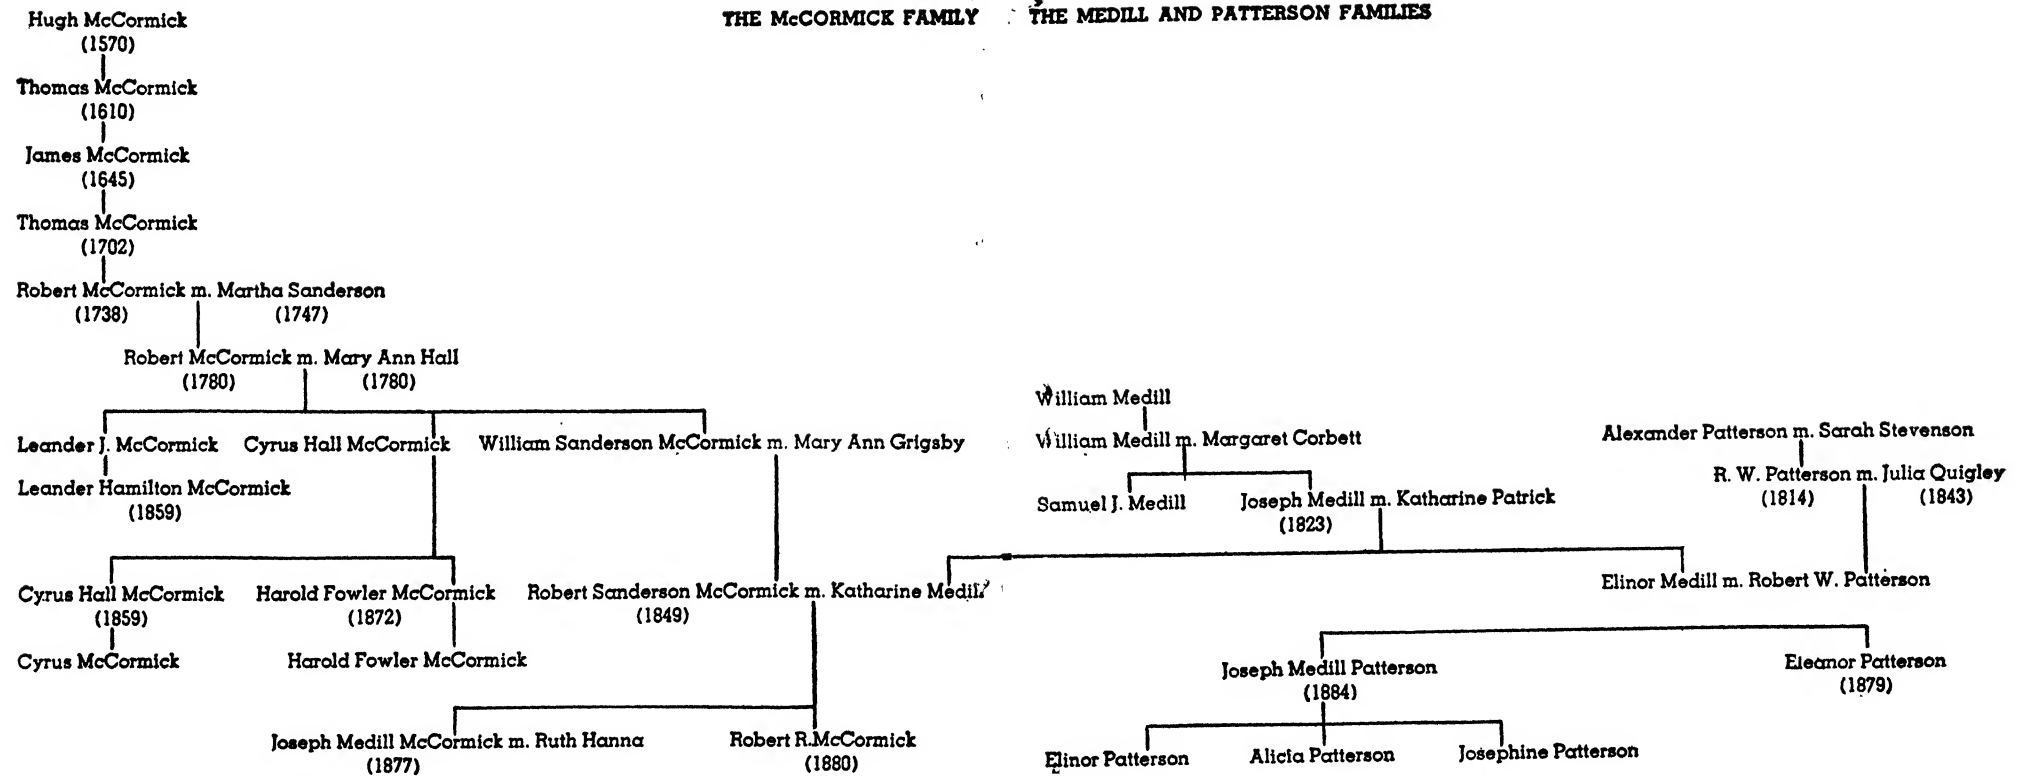 THE McCORMICK FAMILY
THE MEDILL AND PATTERSON FAMILIES
Hugh McCormick
(1570)
Thomas McCormick
(1610)
James McCormick
(1645)
Thomas McCormick
(1702)
Robert McCormick m. Martha Sanderson
(1738) (1747)
Robert McCormick m. Mary Ann Hall
(1780) (1780)
Leander J. McCormick Cyrus Hall McCormick William Sanderson McCormick m. Mary Ann Grigsby
Leander Hamilton McCormick
(1859)
Cyrus Hall McCormick Harold Fowler McCormick Robert Sanderson McCormick m. Katharine Medill
(1859) (1872) (1849)
Cyrus McCormick Harold Fowler McCormick
Joseph Medill McCormick m. Ruth Hanna Robert R. McCormick
(1877) (1880)
William Medill
William Medill m. Margaret Corbett Alexander Patterson m. Sarah Stevenson
Samuel J. Medill Joseph Medill m. Katharine Patrick R. W. Patterson m. Julia Quigley
(1823) (1814) (1843)
Elinor Medill m. Robert W. Patterson
Joseph Medill Patterson Eleanor Patterson
(1884) (1879)
Elinor Patterson Alicia Patterson Josephine Patterson